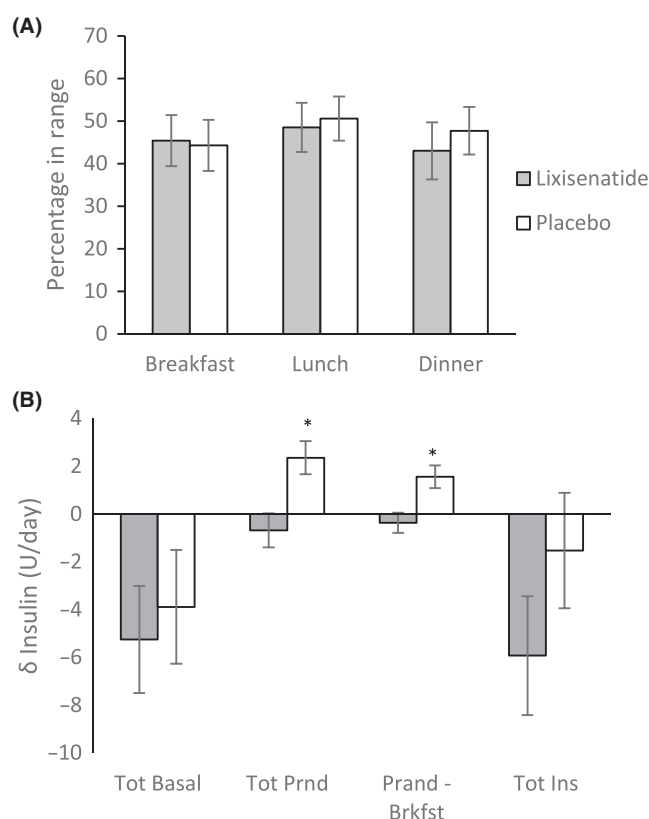 (A)
70
60
50
40
30
20
10
0
Percentage in range
Breakfast Lunch Dinner
Lixisenatide
Placebo
(B)
4
2
0
−2
−4
−6
−8
−10
δ Insulin (U/day)
* *
Tot Basal Tot Prnd Prand - Tot Ins
Brkfst